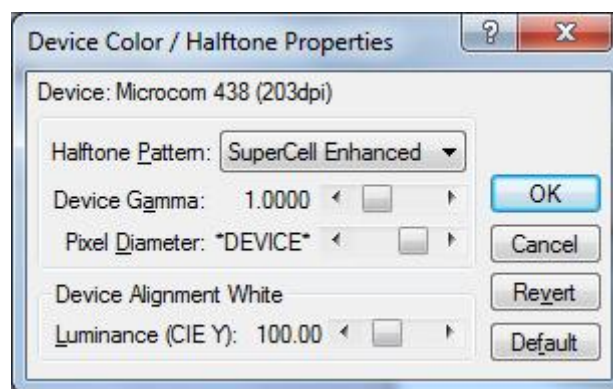 Device Color / Halftone Properties
?
X
Device: Microcom 438 (203dpi)
Halftone Pattern: SuperCell Enhanced
Device Gamma: 1.0000
OK
Pixel Diameter: *DEVICE*
Cancel
Device Alignment White
Revert
Luminance (CIE Y): 100.00
Default